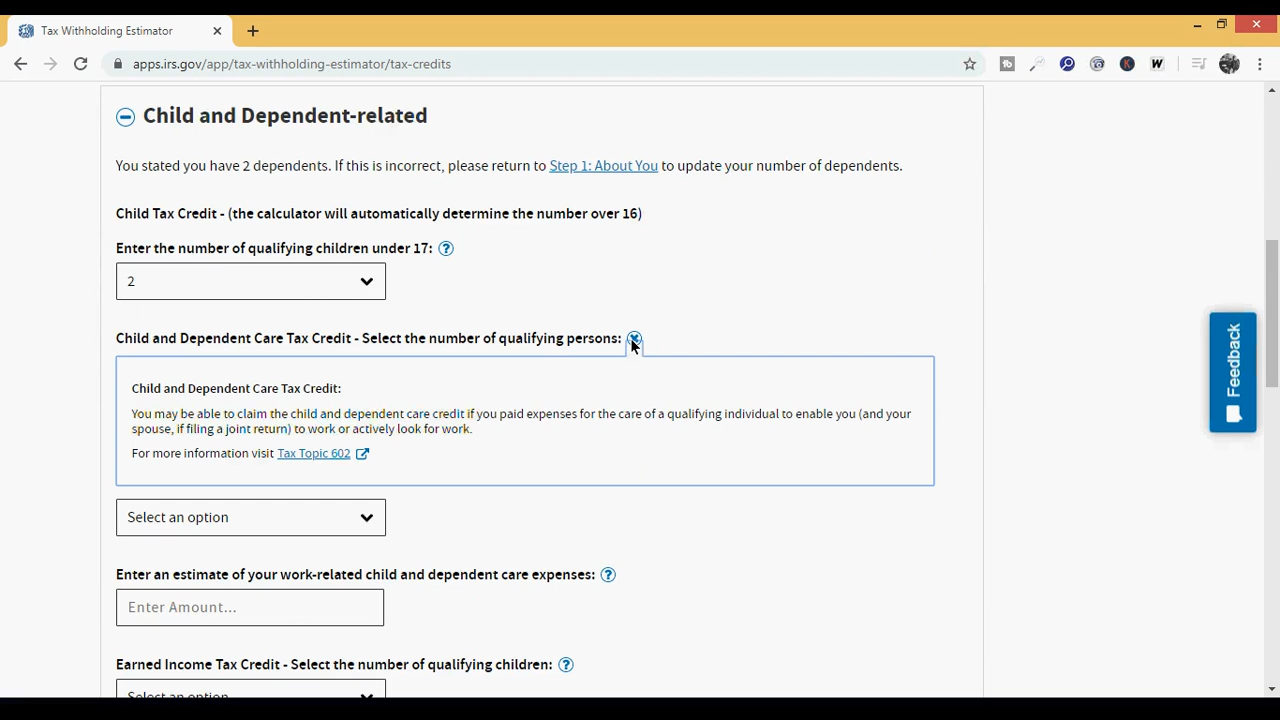 Tax Withholding Estimator
apps.irs.gov/app/tax-withholding-estimator/tax-credits
Child and Dependent-related
You stated you have 2 dependents. If this is incorrect, please return to Step 1: About You to update your number of dependents.
Child Tax Credit - (the calculator will automatically determine the number over 16)
Enter the number of qualifying children under 17: ?
2
Child and Dependent Care Tax Credit - Select the number of qualifying persons:
Child and Dependent Care Tax Credit:
You may be able to claim the child and dependent care credit if you paid expenses for the care of a qualifying individual to enable you (and your
spouse, if filing a joint return) to work or actively look for work.
For more information visit Tax Topic 602
Select an option
Enter an estimate of your work-related child and dependent care expenses: ?
Enter Amount...
Earned Income Tax Credit - Select the number of qualifying children: ?
Select an option
Feedback